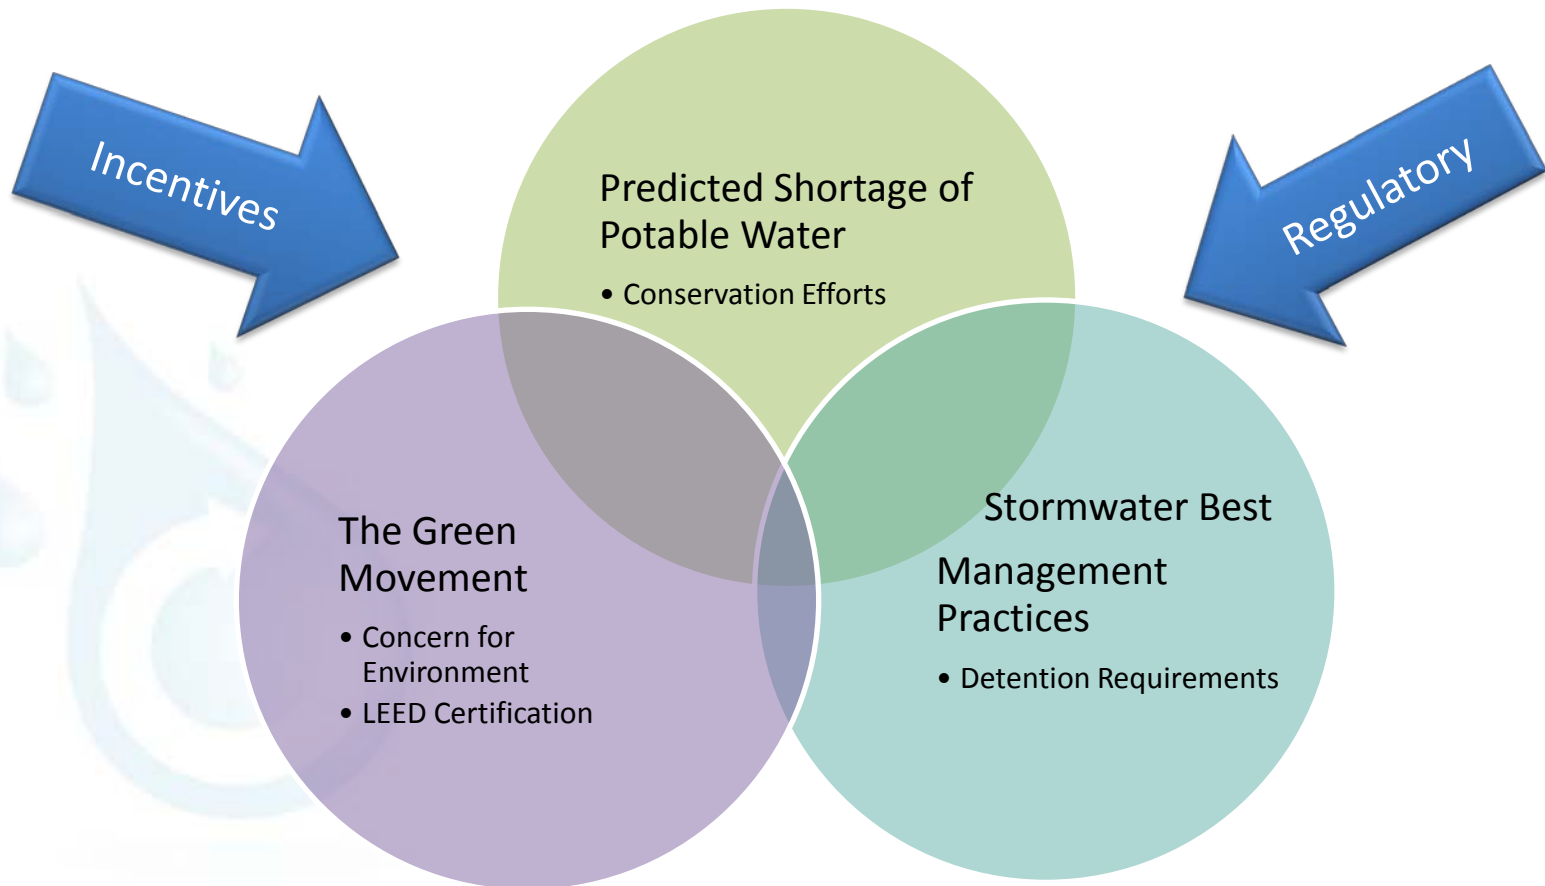 Incentives
Regulatory
Predicted Shortage of
Potable Water
• Conservation Efforts
The Green
Movement
• Concern for
Environment
• LEED Certification
Stormwater Best
Management
Practices
• Detention Requirements